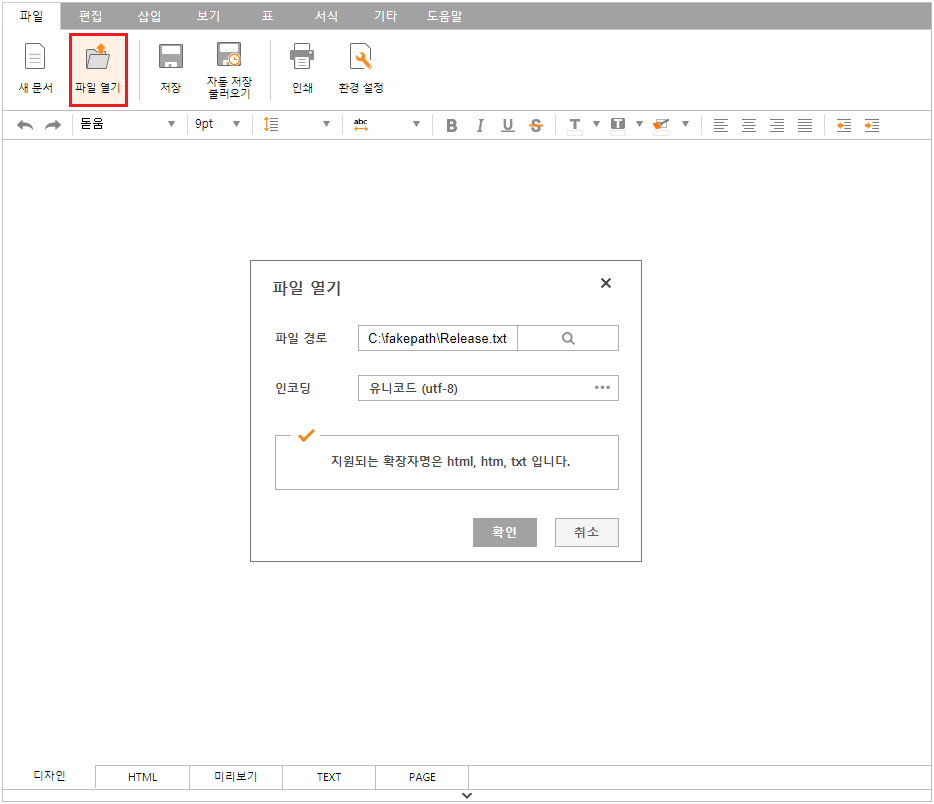 파일 편집 삽입 보기 표 서식 기타 도움말
새 문서 파일 열기 저장 자동 저장 불러오기 인쇄 환경 설정
돋움 9pt abc B I U S T T
파일 열기
파일 경로 C:\fakepath\Release.txt
인코딩 유니코드 (utf-8)
지원되는 확장자명은 html, htm, txt 입니다.
확인 취소
디자인 HTML 미리보기 TEXT PAGE